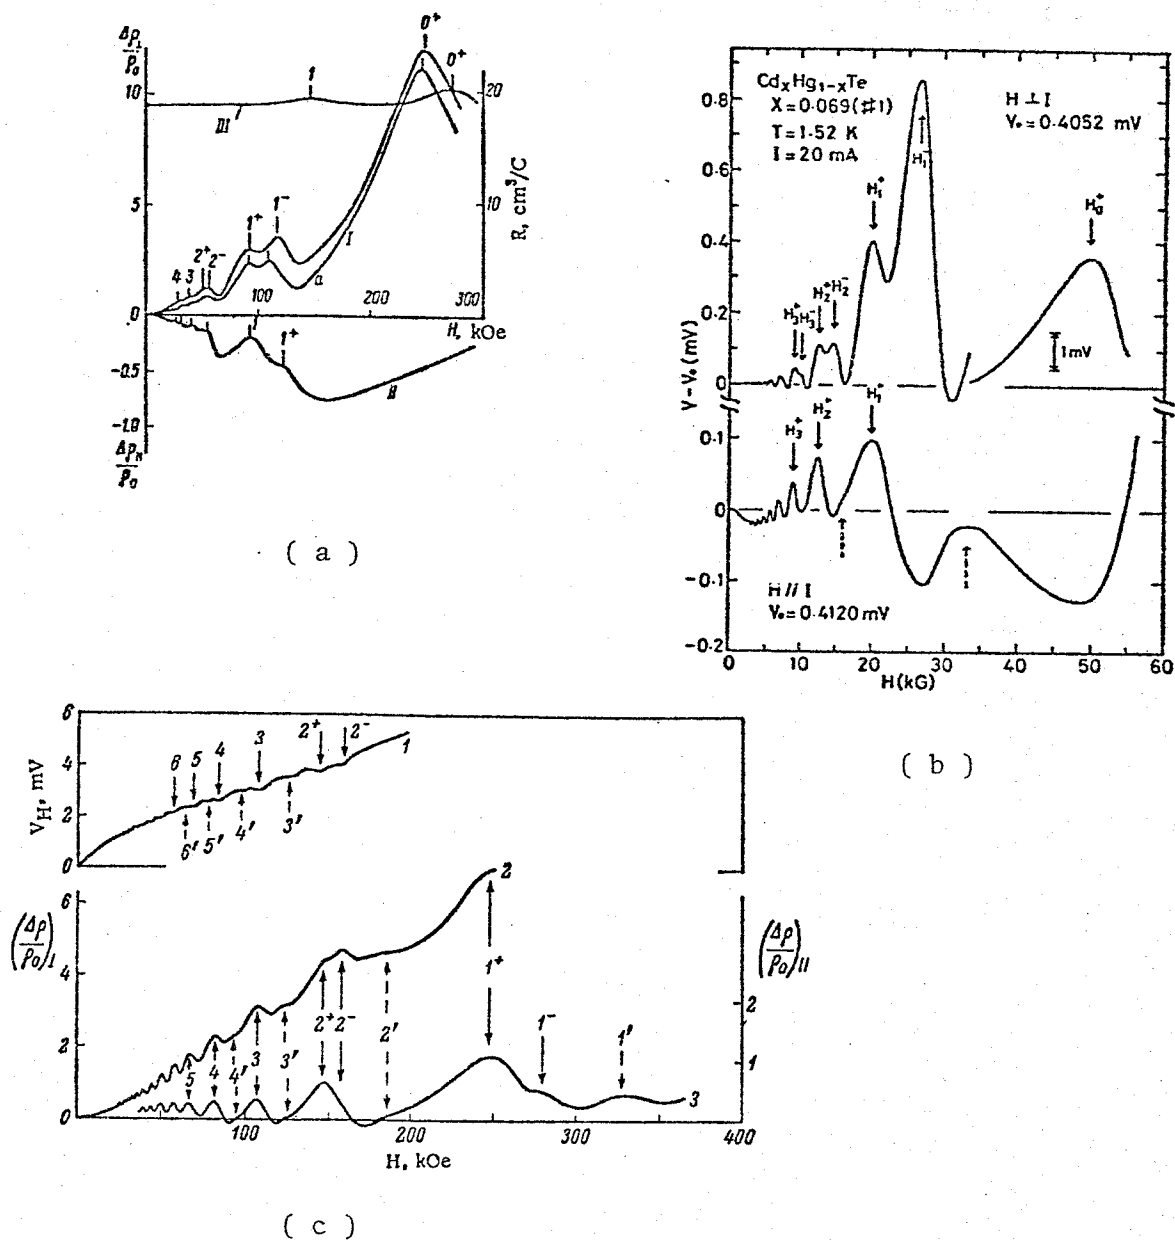 Δρ⊥
ρ₀
10
5
0
−0.5
−1.0
Δρ_II
ρ₀
0⁺
0⁺
1
III
20
10
R, cm³/C
1⁻
1⁺
I
a
2⁺
2⁻
4
3
100
200
300
H, kOe
1⁺
II
( a )
CdₓHg₁₋ₓTe
X=0.069(#1)
T=1.52 K
I=20 mA
H⊥I
V₀=0.4052 mV
0.8
0.6
0.4
0.2
0
0.1
0
−0.1
−0.2
V−V₀ (mV)
H₁⁻
H₁⁺
H₀⁺
H₂⁺
H₂⁻
H₃⁺
H₃⁻
1mV
H₁⁺
H₂⁺
H₃⁺
H//I
V₀=0.4120mV
0
10
20
30
40
50
60
H(kG)
( b )
6
4
2
0
V_H, mV
6
5
4
3
2⁺
2⁻
1
6'
5'
4'
3'
6
4
2
0
(Δρ/ρ₀)⊥
2
1
(Δρ/ρ₀)_II
2
1⁺
5
4
4'
3
3'
2⁺
2⁻
2'
1⁻
1'
3
100
200
300
400
H, kOe
( c )